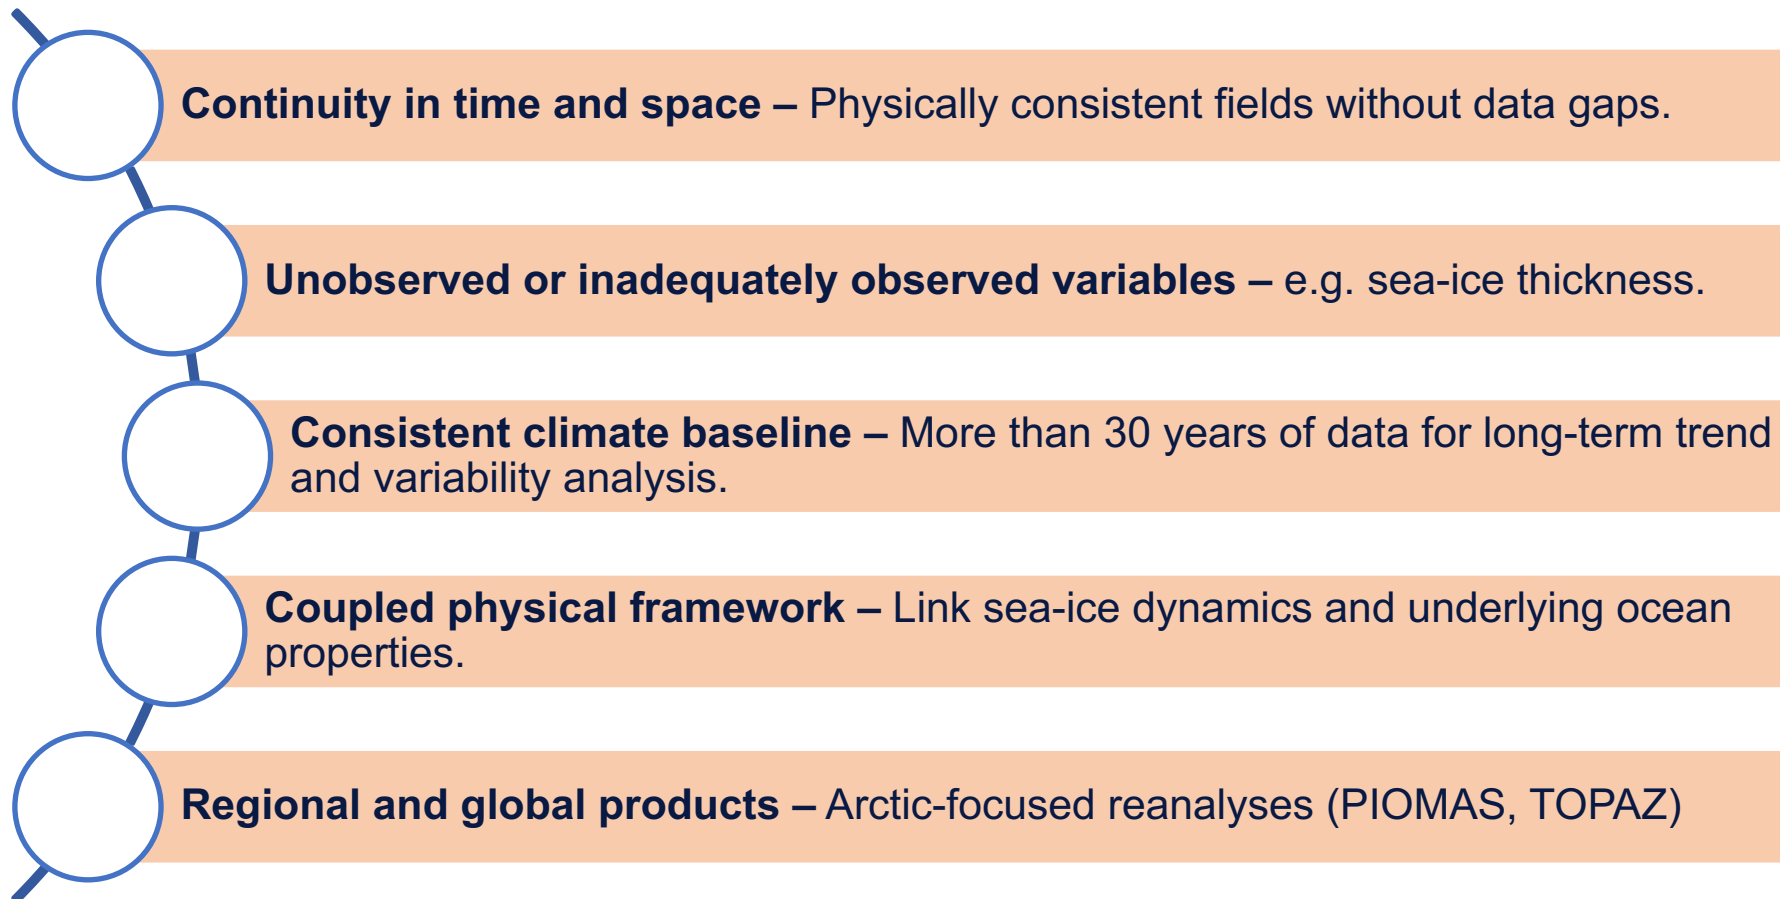 Continuity in time and space – Physically consistent fields without data gaps.
Unobserved or inadequately observed variables – e.g. sea-ice thickness.
Consistent climate baseline – More than 30 years of data for long-term trend
and variability analysis.
Coupled physical framework – Link sea-ice dynamics and underlying ocean
properties.
Regional and global products – Arctic-focused reanalyses (PIOMAS, TOPAZ)